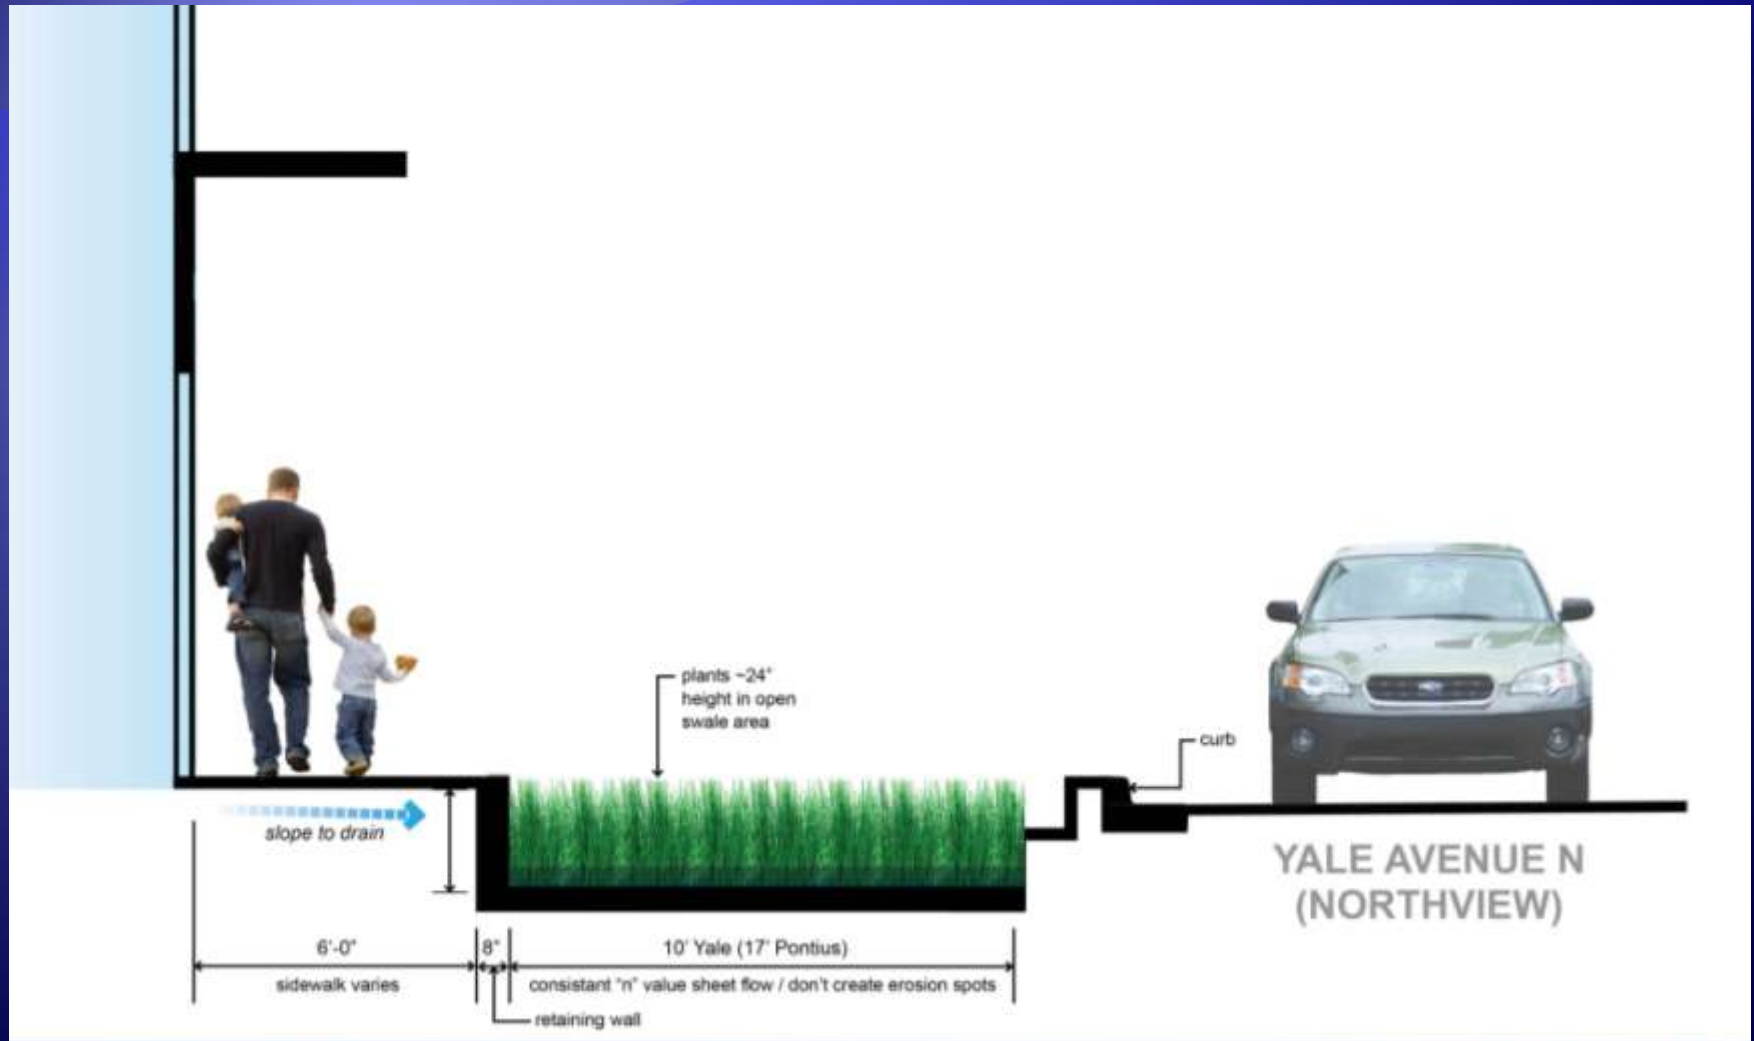 plants ~24"
height in open
swale area
curb
slope to drain
YALE AVENUE N
(NORTHVIEW)
6'-0"
8"
10' Yale (17' Pontius)
sidewalk varies
consistant "n" value sheet flow / don't create erosion spots
retaining wall